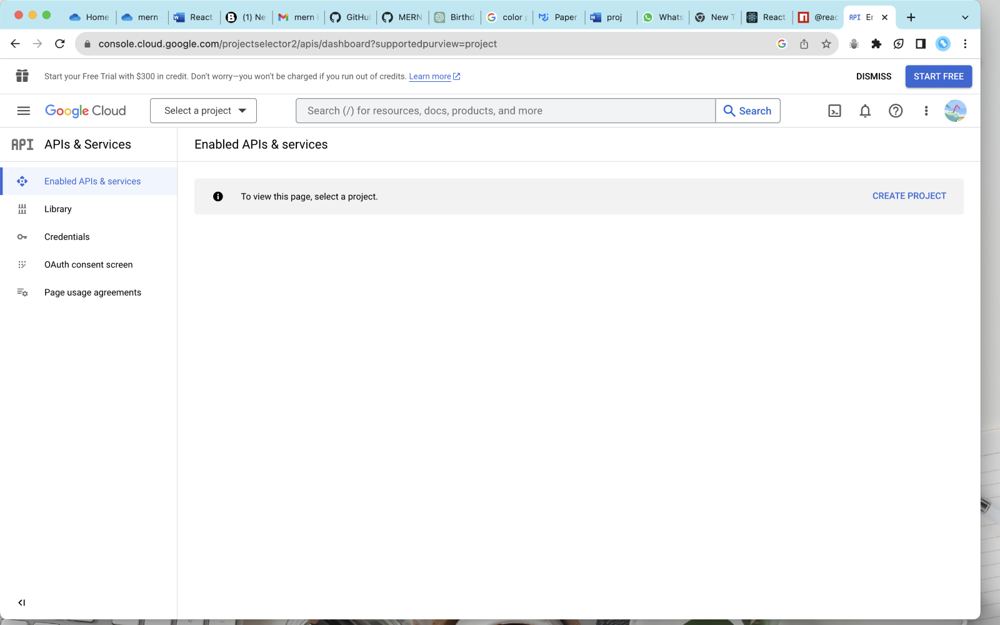 Home
mern
React
(1) Ne
mern
GitHu
MERN
Birthd
color
Paper
proj
Whats
New T
React
@reac
API
Er
console.cloud.google.com/projectselector2/apis/dashboard?supportedpurview=project
Start your Free Trial with $300 in credit. Don’t worry—you won’t be charged if you run out of credits. Learn more
DISMISS
START FREE
Google Cloud
Select a project
Search (/) for resources, docs, products, and more
Search
API APIs & Services
Enabled APIs & services
Enabled APIs & services
Library
Credentials
OAuth consent screen
Page usage agreements
To view this page, select a project.
CREATE PROJECT